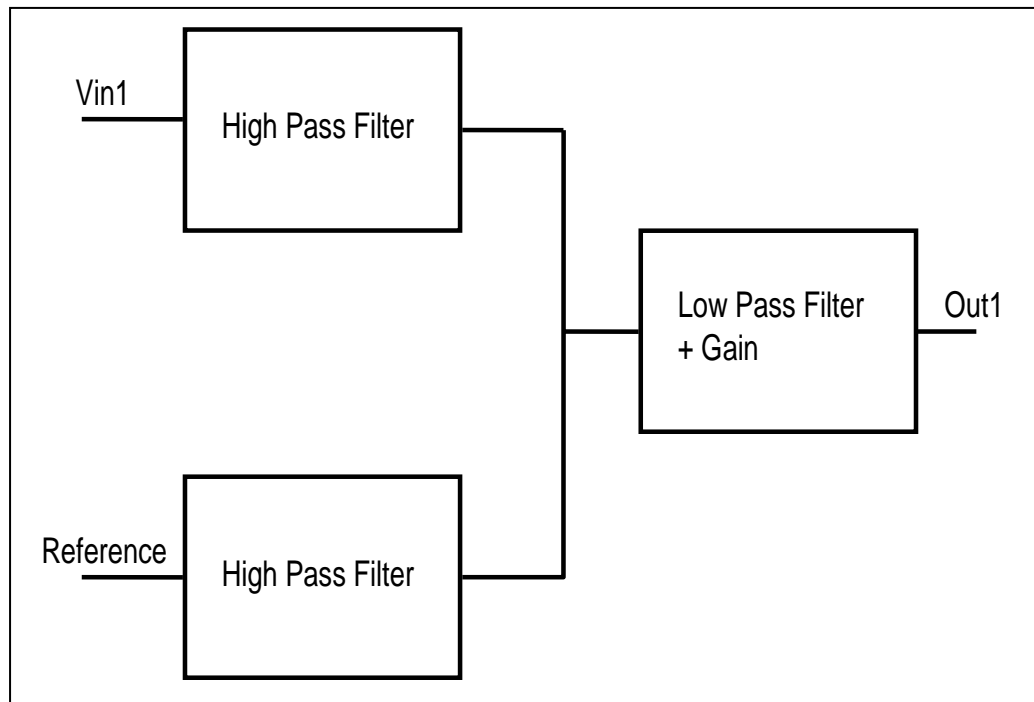 Vin1
High Pass Filter
Low Pass Filter
+ Gain
Out1
Reference
High Pass Filter